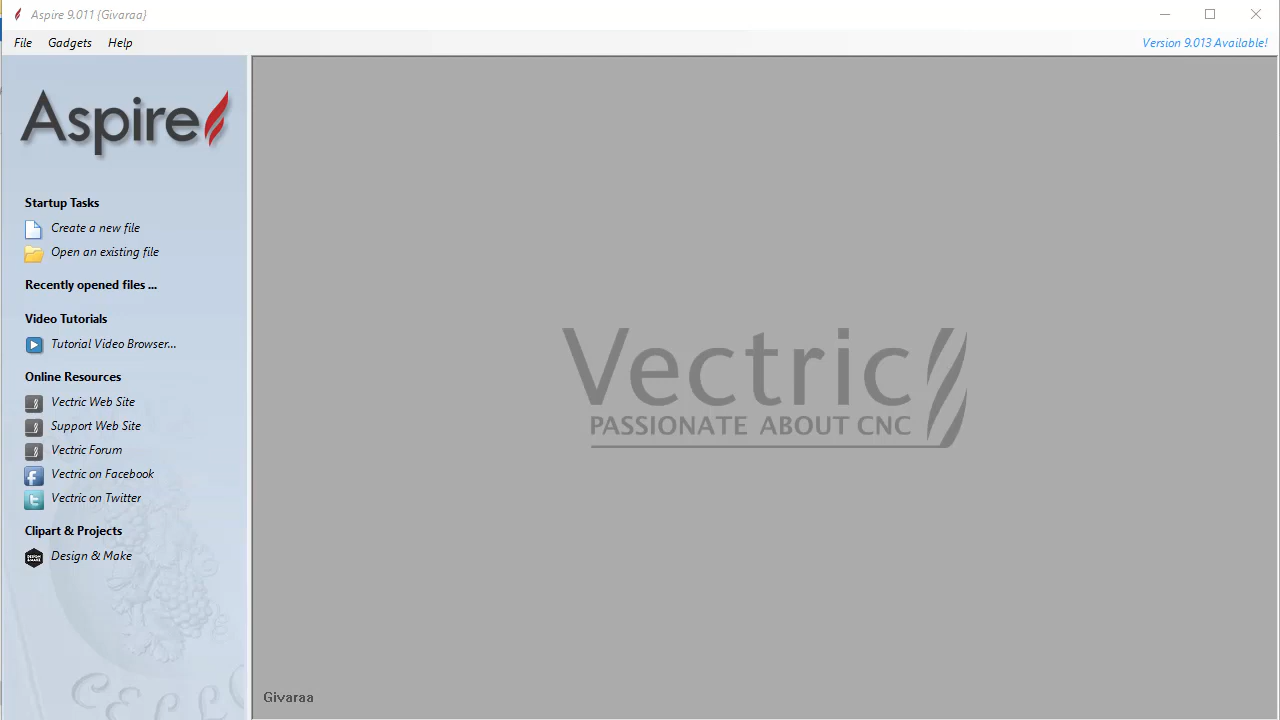 Aspire 9.011 {Givaraa}
File Gadgets Help
Version 9.013 Available!
Aspire
Startup Tasks
Create a new file
Open an existing file
Recently opened files ...
Video Tutorials
Tutorial Video Browser...
Online Resources
Vectric Web Site
Support Web Site
Vectric Forum
Vectric on Facebook
Vectric on Twitter
Clipart & Projects
Design & Make
Vectric
PASSIONATE ABOUT CNC
Givaraa